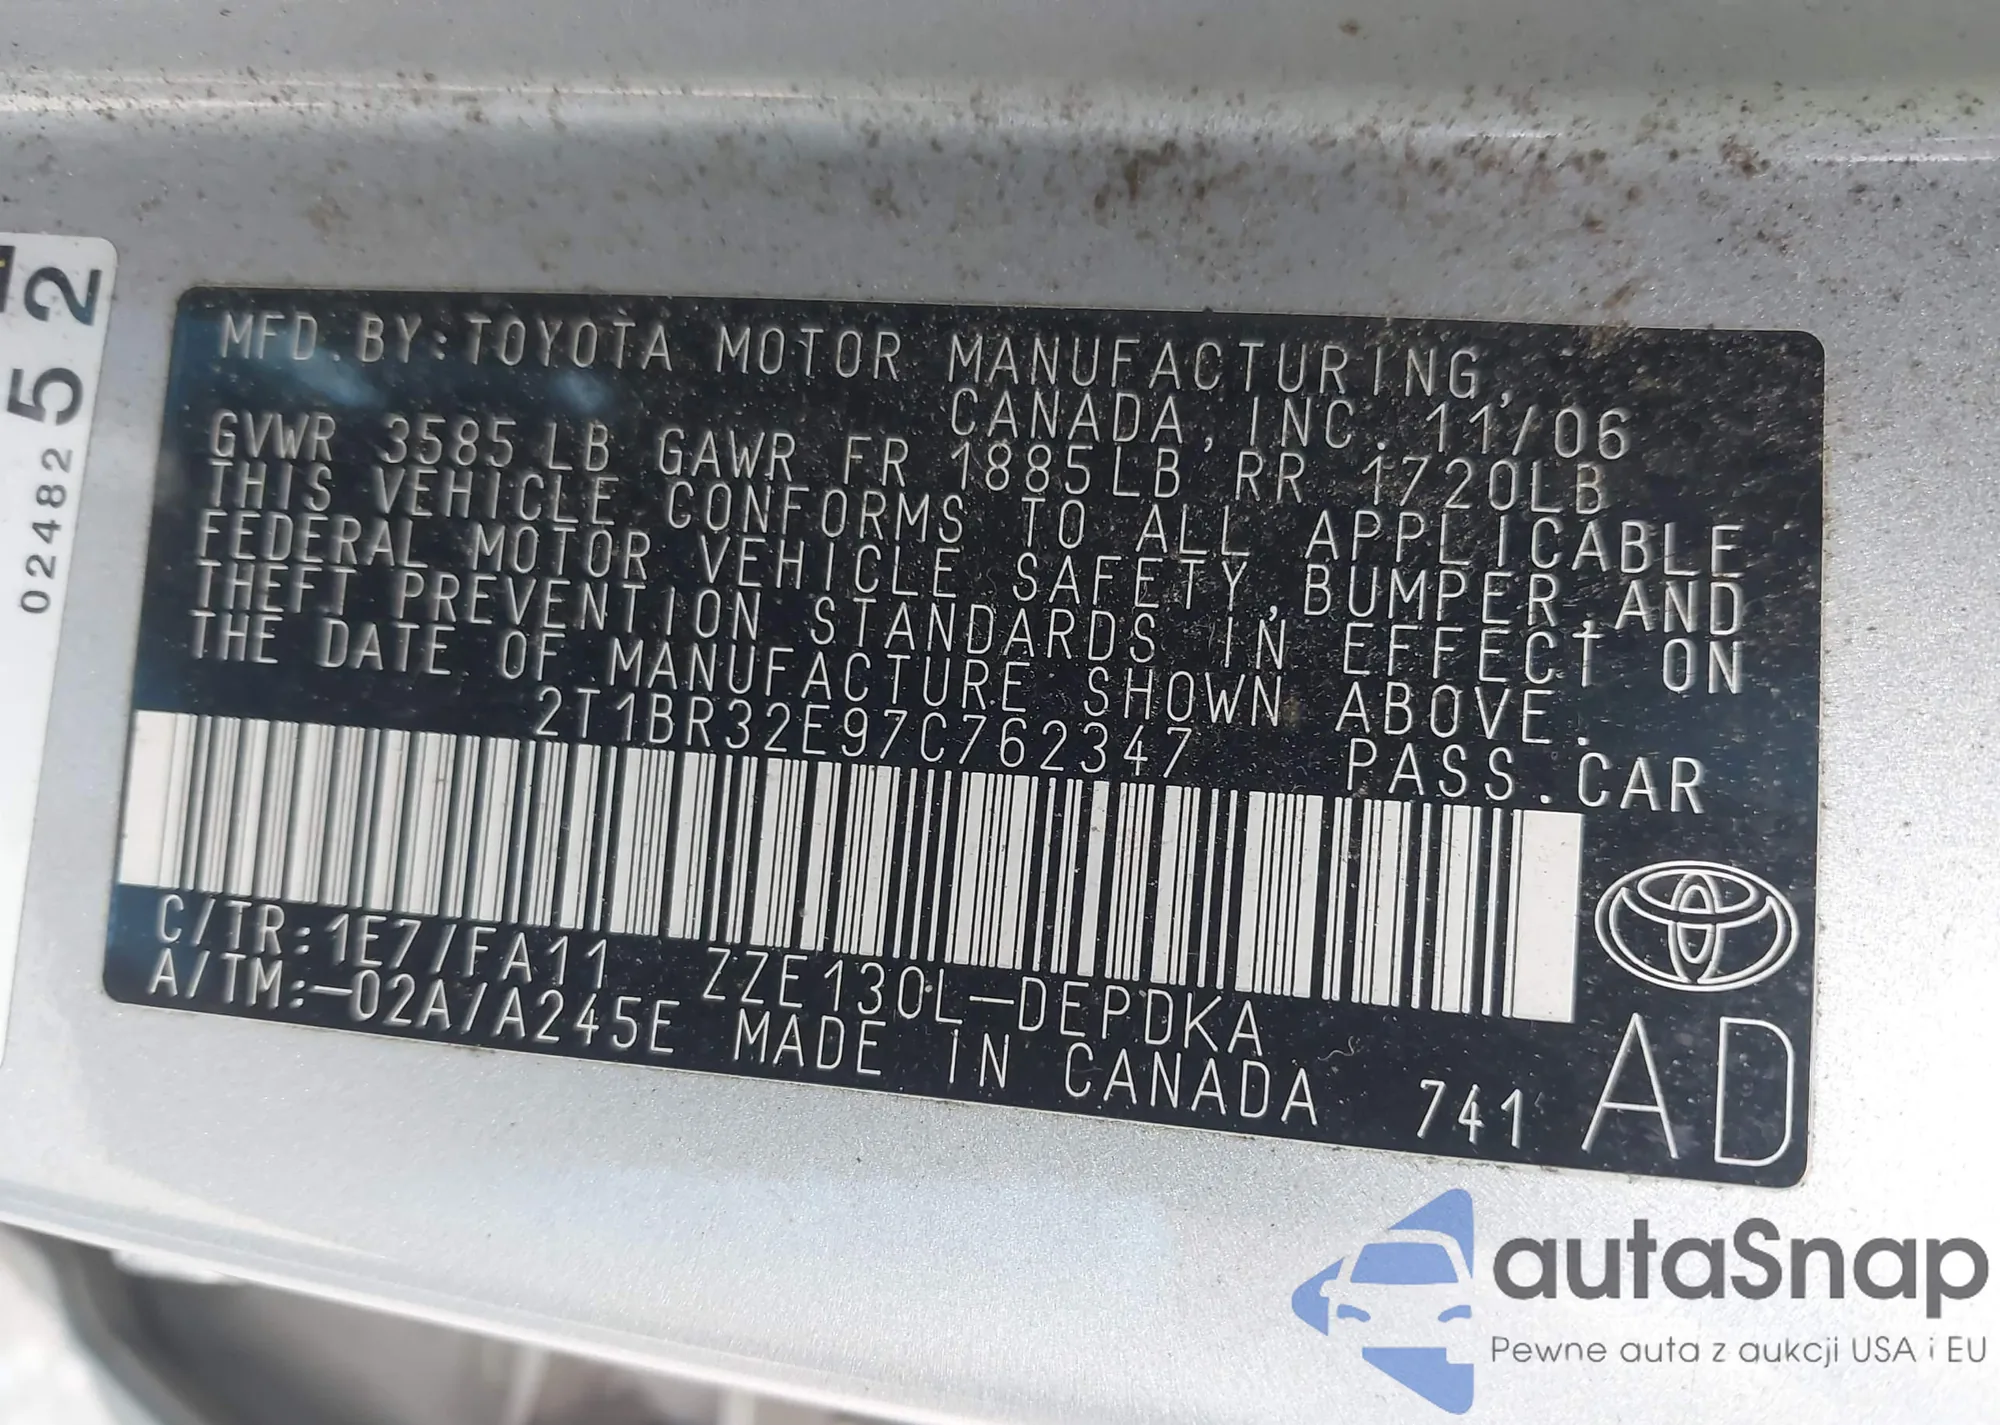 52
02482
MFD. BY: TOYOTA MOTOR MANUFACTURING,
CANADA, INC. 11/06
GVWR 3585 LB GAWR FR 1885LB RR 1720LB
THIS VEHICLE CONFORMS TO ALL APPLICABLE
FEDERAL MOTOR VEHICLE SAFETY, BUMPER, AND
THEFT PREVENTION STANDARDS IN EFFECT ON
THE DATE OF MANUFACTURE SHOWN ABOVE.
2T1BR32E97C762347 PASS. CAR
C/TR:1E7/FA11 ZZE130L-DEPDKA
A/TM:-02A/A245E MADE IN CANADA 741 AD
autaSnap
Pewne auta z aukcji USA i EU